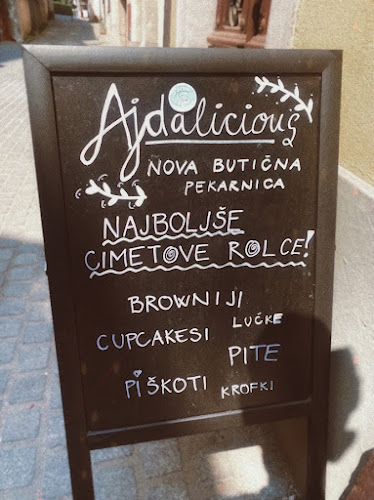 Ajdalicious
NOVA BUTIČNA
PEKARNICA
NAJBOLJŠE
CIMETOVE ROLCE!
BROWNIJI
LUČKE
CUPCAKESI
PITE
PIŠKOTI
KROFKI